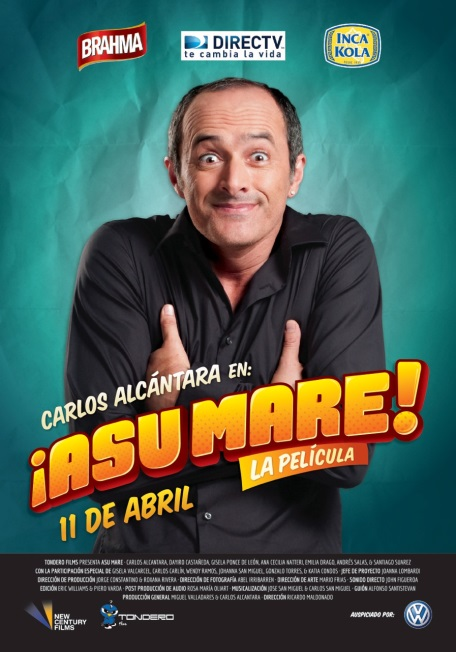 BRAHMA
DIRECTV
te cambia la vida
INCA
KOLA
CARLOS ALCÁNTARA EN:
¡ASU MARE!
LA PELÍCULA
11 DE ABRIL
TONDERO FILMS PRESENTA ASU MARE · CARLOS ALCÁNTARA, DAYIRO CASTAÑEDA, GISELA PONCE DE LEÓN, ANA CECILIA NATTERI, EMILIA DRAGO, ANDRÉS SALAS, & SANTIAGO SUAREZ
CON LA PARTICIPACIÓN ESPECIAL DE GISELA VALCARCEL, CARLOS CARLÍN, WENDY RAMOS, JOHANNA SAN MIGUEL, GONZALO TORRES, & KATIA CONDOS · JEFE DE PROYECTO JOANNA LOMBARDI
DIRECCIÓN DE PRODUCCIÓN JORGE CONSTANTINO & ROXANA RIVERA · DIRECCIÓN DE FOTOGRAFÍA ABEL IRRIBARREN · DIRECCIÓN DE ARTE MARIO FRIAS · SONIDO DIRECTO JOHN FIGUEROA
EDICIÓN ERIC WILLIAMS & PIERO VARDA · POST PRODUCCIÓN DE AUDIO ROSA MARÍA OLIART · MUSICALIZACIÓN JOSE SAN MIGUEL & CARLOS SAN MIGUEL · GUIÓN ALFONSO SANTISTEVAN
PRODUCCIÓN GENERAL MIGUEL VALLADARES & CARLOS ALCANTARA · DIRECCIÓN RICARDO MALDONADO
NEW
CENTURY
FILMS
TONDERO
films
AUSPICIADO POR: